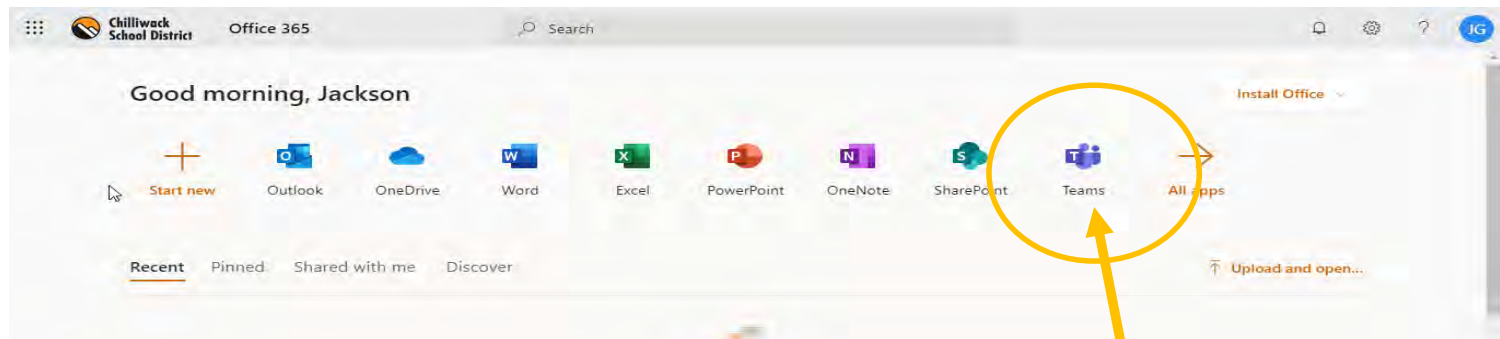 Chilliwack
School District
Office 365
Search
?
JG
Good morning, Jackson
Install Office
Start new
O
Outlook
OneDrive
W
Word
X
Excel
P
PowerPoint
N
OneNote
S
SharePoint
T
Teams
All apps
Recent Pinned Shared with me Discover
Upload and open...